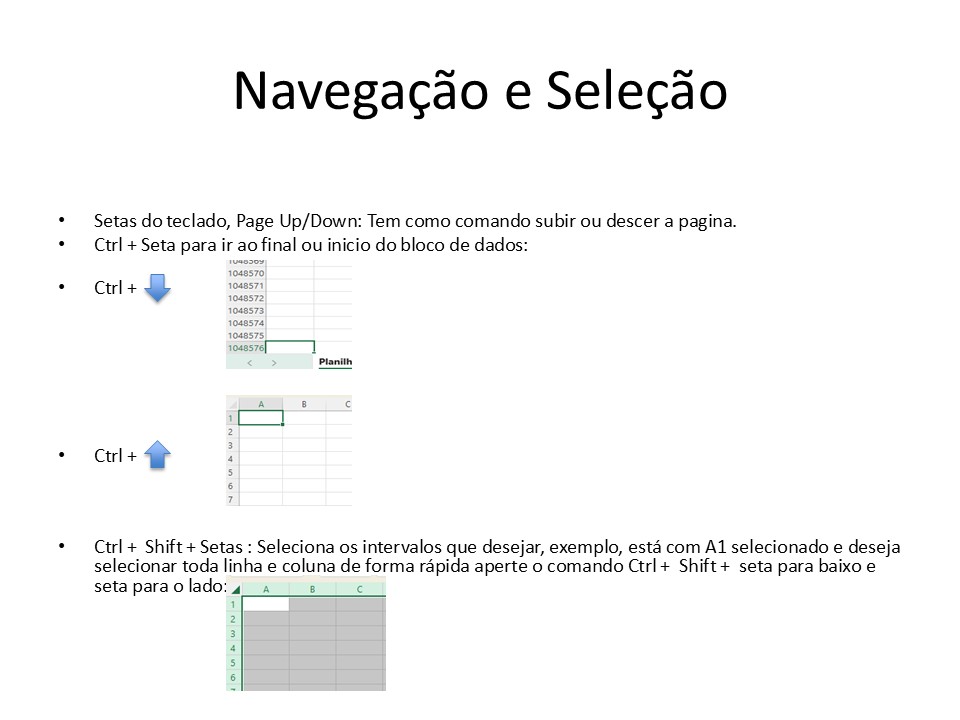 Navegação e Seleção
• Setas do teclado, Page Up/Down: Tem como comando subir ou descer a pagina.
• Ctrl + Seta para ir ao final ou inicio do bloco de dados:
• Ctrl +
1048569
1048570
1048571
1048572
1048573
1048574
1048575
1048576
< >
Planilh
A B C
1
2
3
4
5
6
7
• Ctrl +
• Ctrl + Shift + Setas : Seleciona os intervalos que desejar, exemplo, está com A1 selecionado e deseja
selecionar toda linha e coluna de forma rápida aperte o comando Ctrl + Shift + seta para baixo e
seta para o lado:
A B C
1
2
3
4
5
6
7